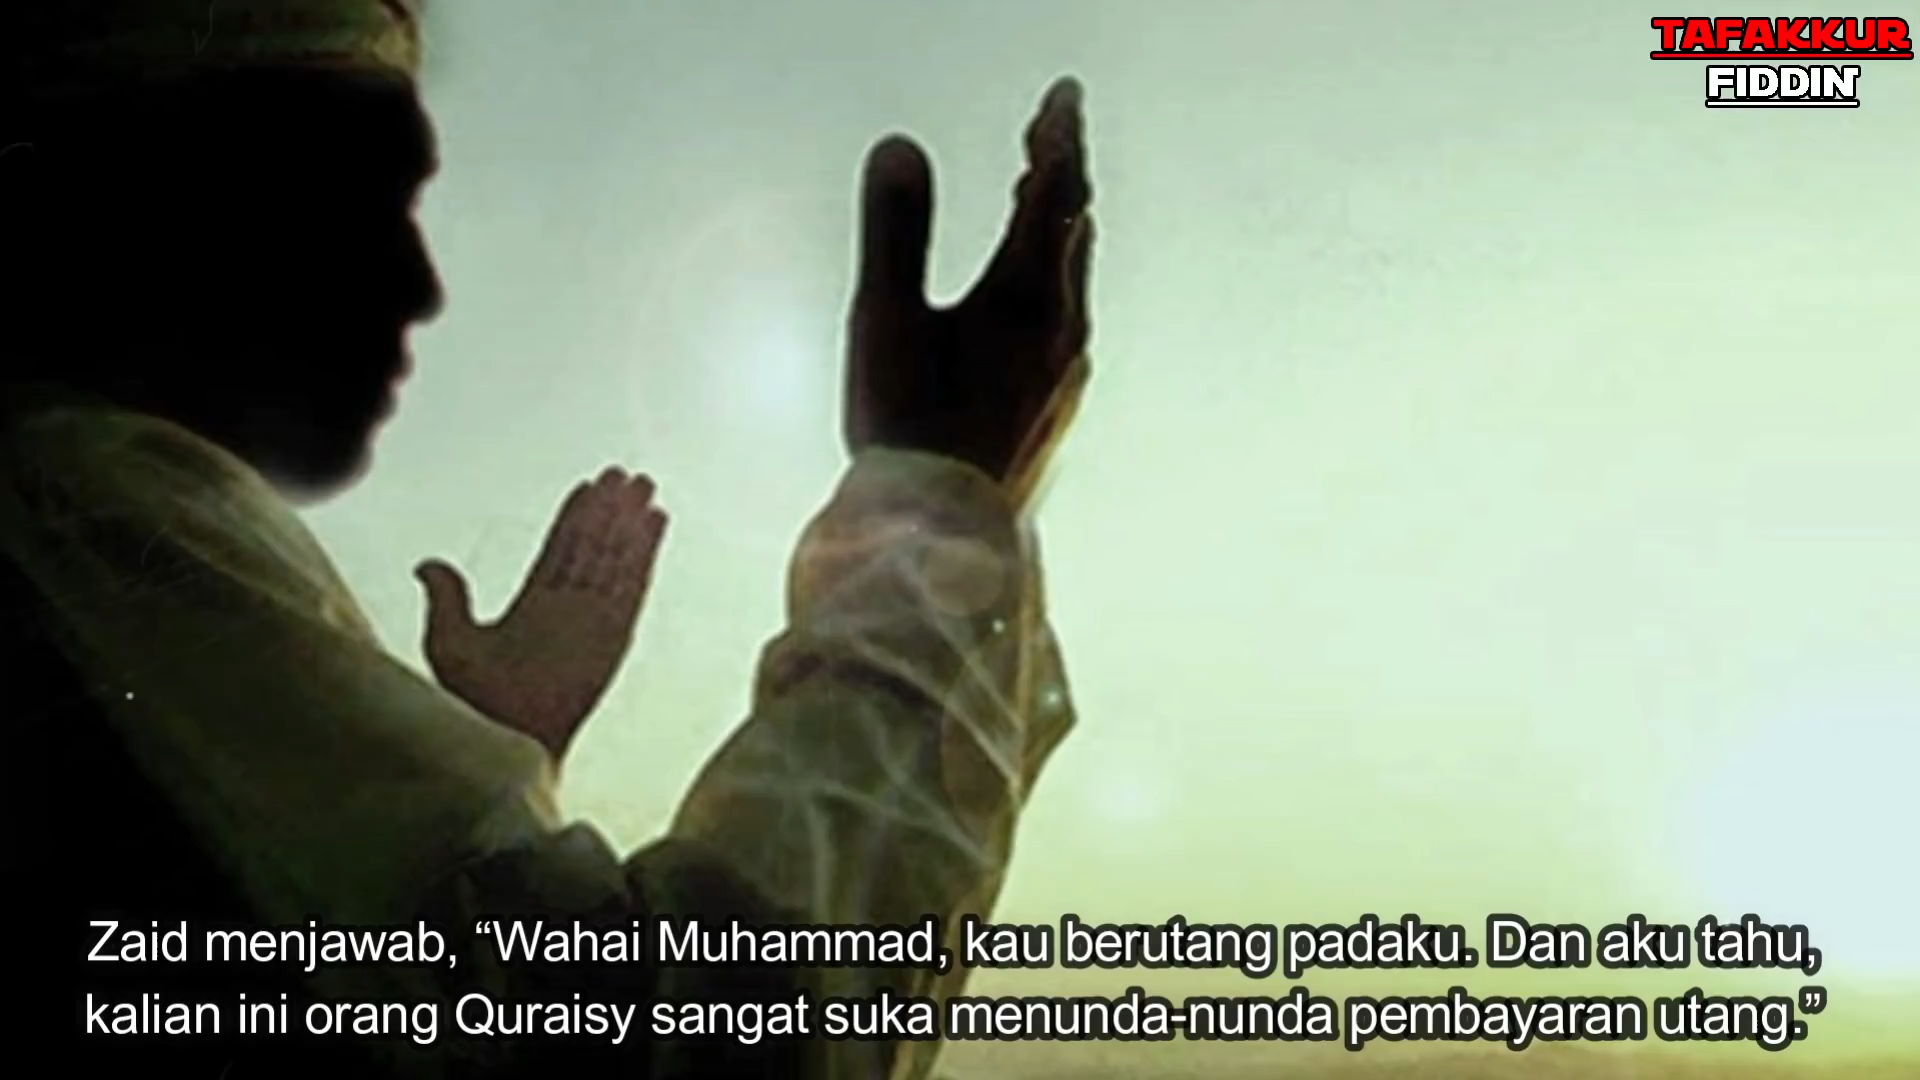 TAFAKKUR
FIDDIN
Zaid menjawab, “Wahai Muhammad, kau berutang padaku. Dan aku tahu,
kalian ini orang Quraisy sangat suka menunda-nunda pembayaran utang.”